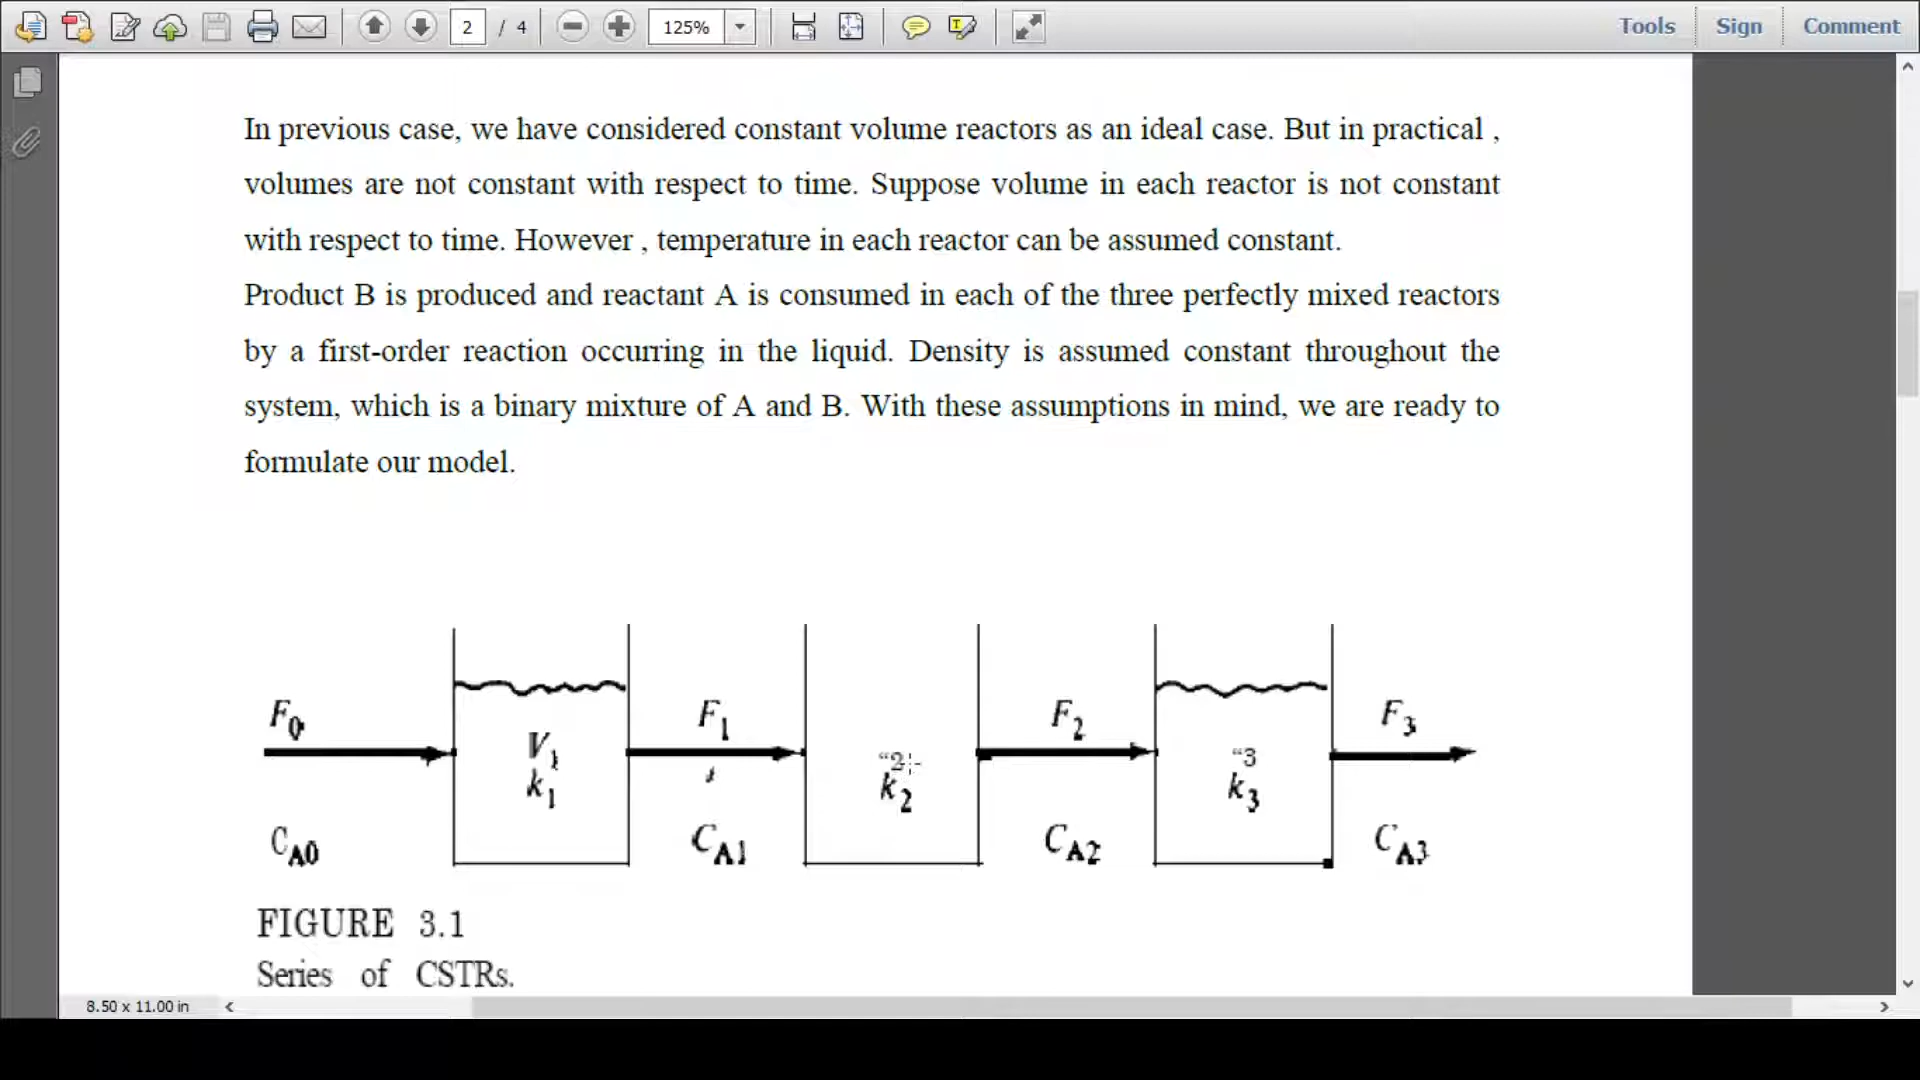 2 / 4 125% Tools Sign Comment
In previous case, we have considered constant volume reactors as an ideal case. But in practical ,
volumes are not constant with respect to time. Suppose volume in each reactor is not constant
with respect to time. However , temperature in each reactor can be assumed constant.
Product B is produced and reactant A is consumed in each of the three perfectly mixed reactors
by a first-order reaction occurring in the liquid. Density is assumed constant throughout the
system, which is a binary mixture of A and B. With these assumptions in mind, we are ready to
formulate our model.
F0 V1 F1 “2 F2 “3 F3
k1 k2 k3
CA0 CA1 CA2 CA3
FIGURE 3.1
Series of CSTRs.
8.50 x 11.00 in